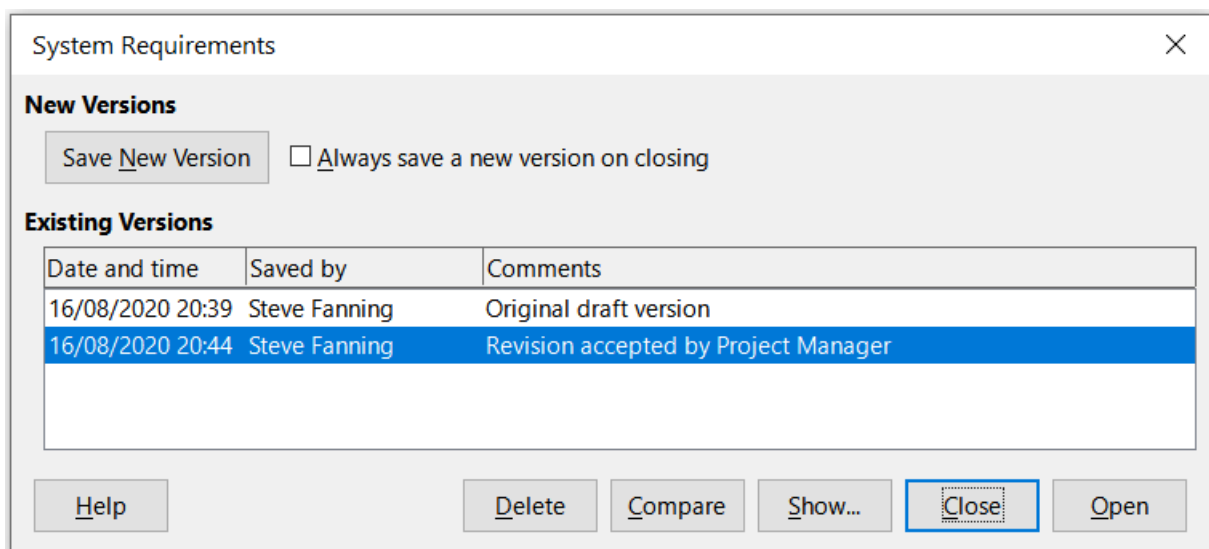 System Requirements
New Versions
Save New Version Always save a new version on closing
Existing Versions
Date and time Saved by Comments
16/08/2020 20:39 Steve Fanning Original draft version
16/08/2020 20:44 Steve Fanning Revision accepted by Project Manager
Help Delete Compare Show... Close Open